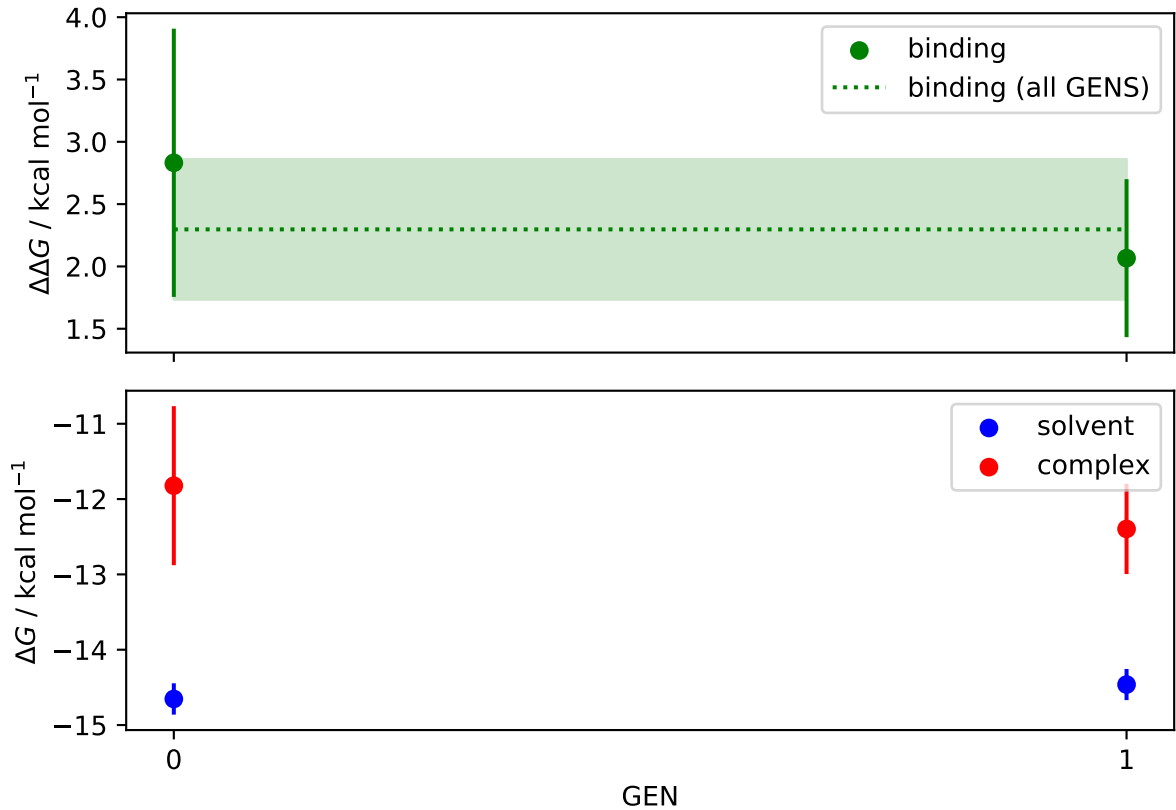 4.0
3.5
3.0
2.5
2.0
1.5
ΔΔG / kcal mol⁻¹
binding
binding (all GENS)
−11
−12
−13
−14
−15
ΔG / kcal mol⁻¹
solvent
complex
0
1
GEN